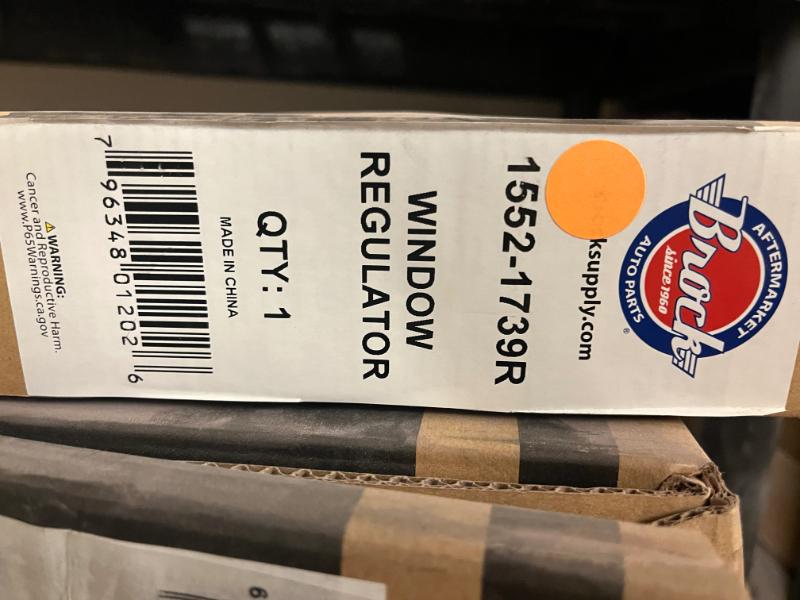 AFTERMARKET
Brock
since 1960
AUTO PARTS
®
ksupply.com
1552-1739R
WINDOW
REGULATOR
QTY: 1
MADE IN CHINA
7 96348 01202 6
⚠ WARNING:
Cancer and Reproductive Harm.
www.P65Warnings.ca.gov
6